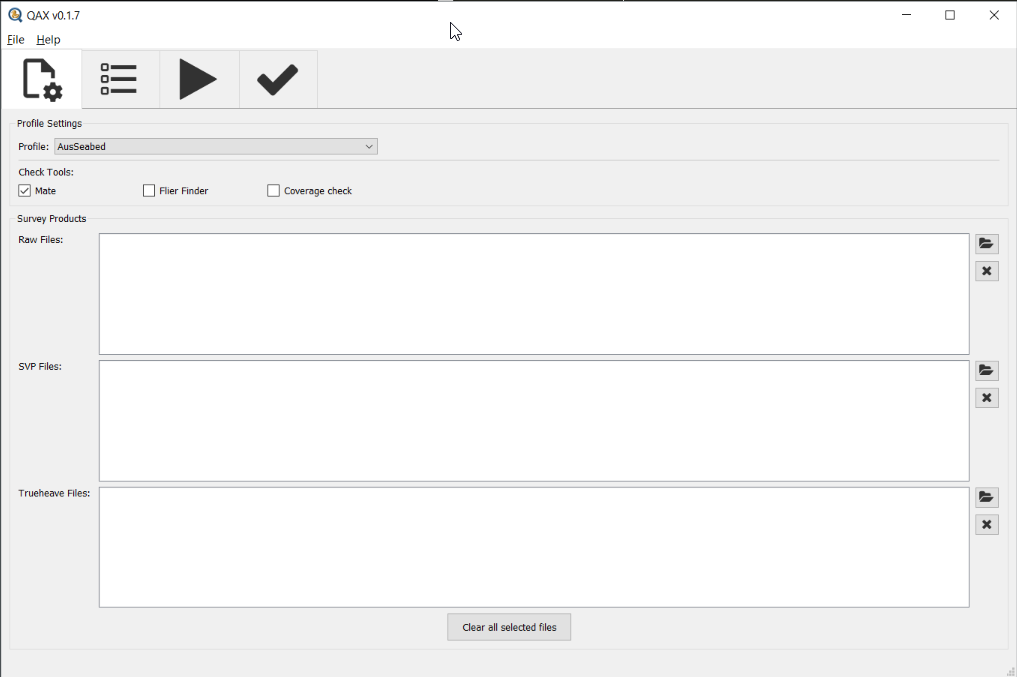 QAX v0.1.7
File Help
Profile Settings
Profile: AusSeabed
Check Tools:
Mate Flier Finder Coverage check
Survey Products
Raw Files:
SVP Files:
Trueheave Files:
Clear all selected files